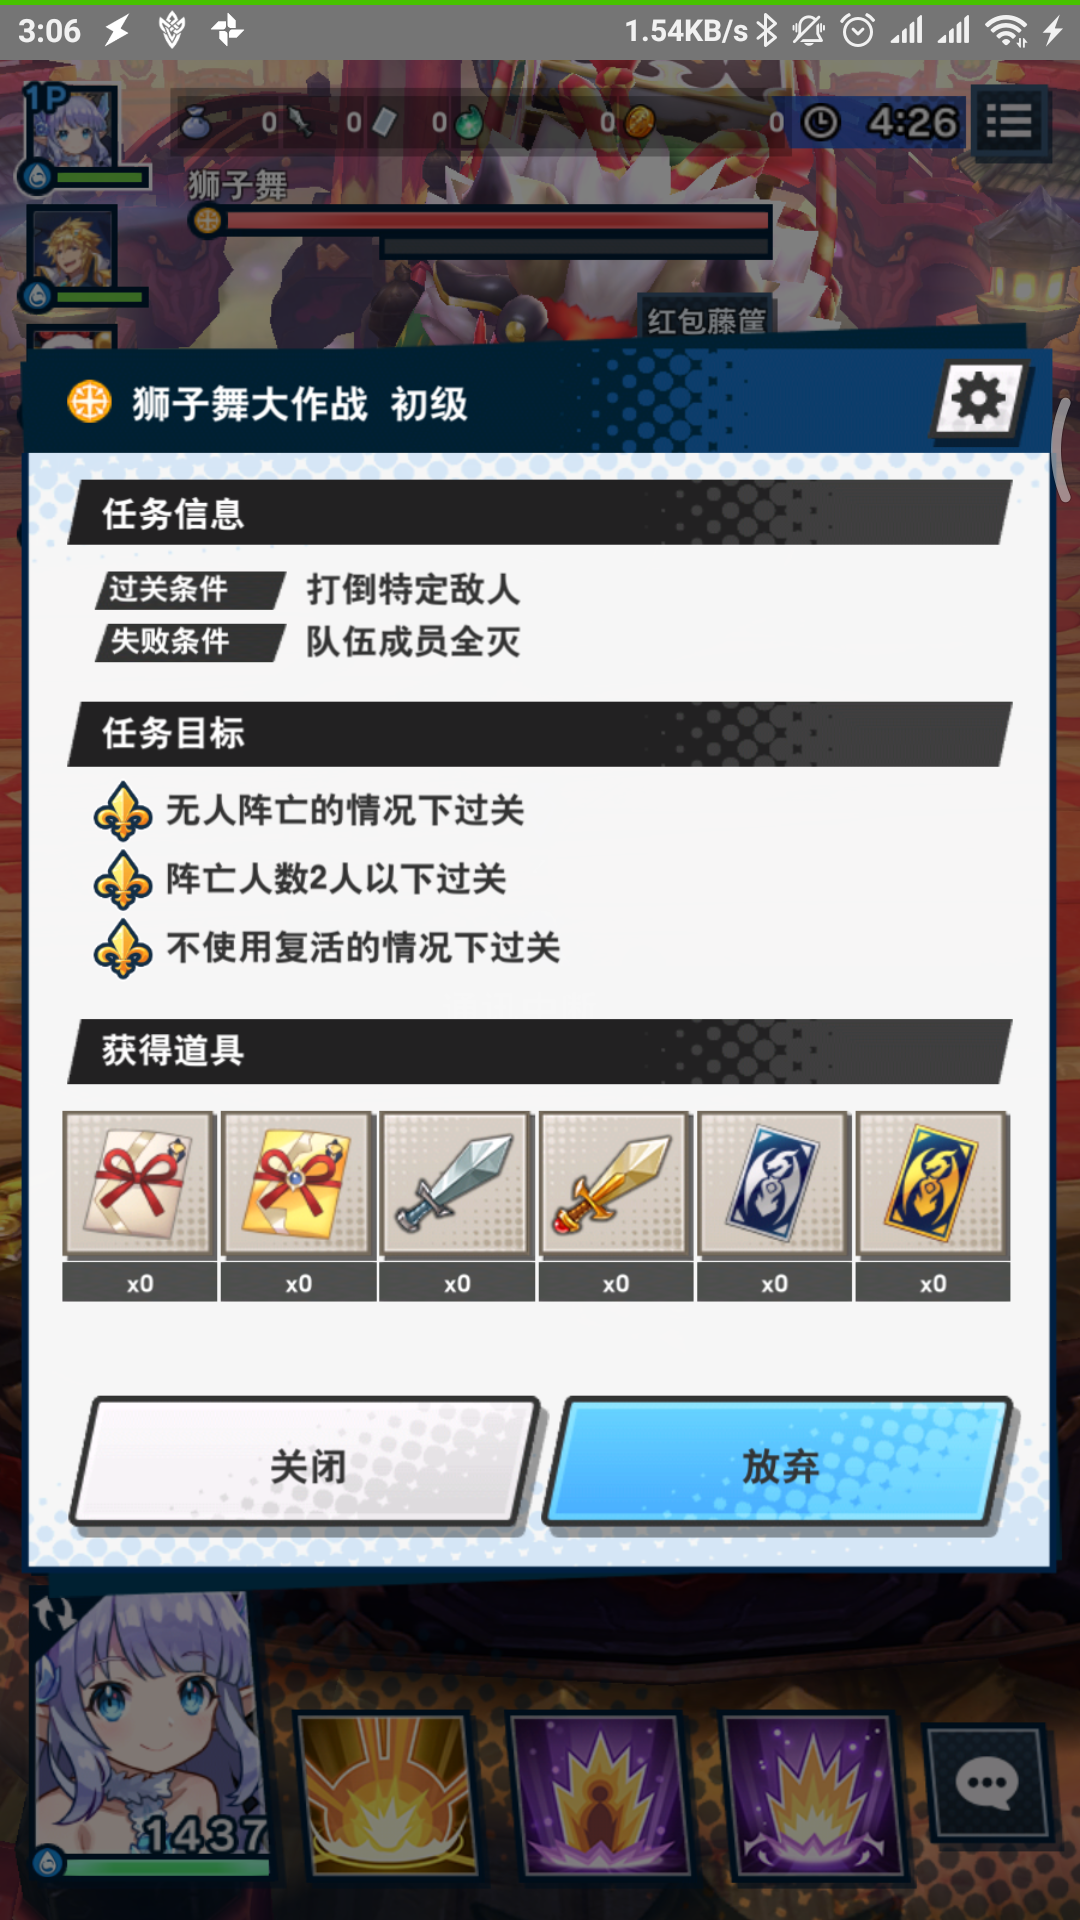 3:06
1.54KB/s
1P
0 0 0 0 0
4:26
狮子舞
红包藤筐
狮子舞大作战 初级
任务信息
过关条件 打倒特定敌人
失败条件 队伍成员全灭
任务目标
无人阵亡的情况下过关
阵亡人数2人以下过关
不使用复活的情况下过关
获得道具
x0 x0 x0 x0 x0 x0
关闭 放弃
1437